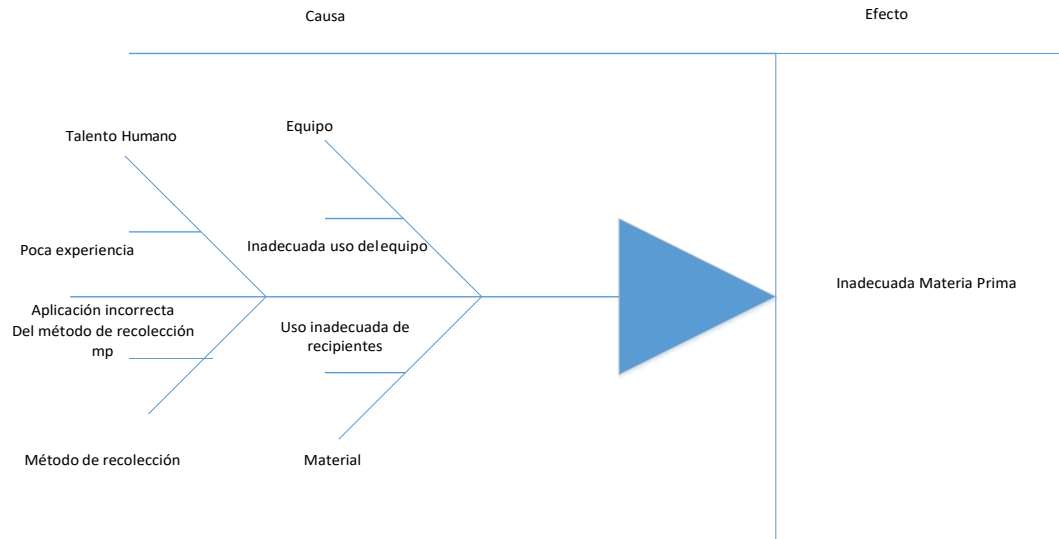 Causa
Efecto
Talento Humano
Equipo
Poca experiencia
Inadecuada uso del equipo
Inadecuada Materia Prima
Aplicación incorrecta
Del método de recolección
mp
Uso inadecuada de
recipientes
Método de recolección
Material